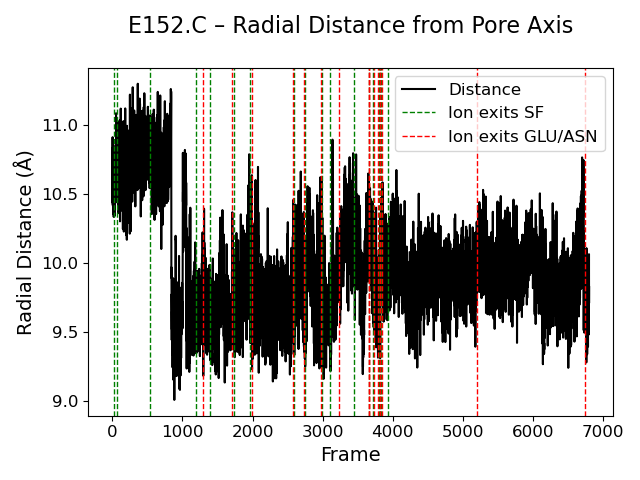 E152.C – Radial Distance from Pore Axis
Distance
Ion exits SF
Ion exits GLU/ASN
Radial Distance (Å)
11.0
10.5
10.0
9.5
9.0
0 1000 2000 3000 4000 5000 6000 7000
Frame